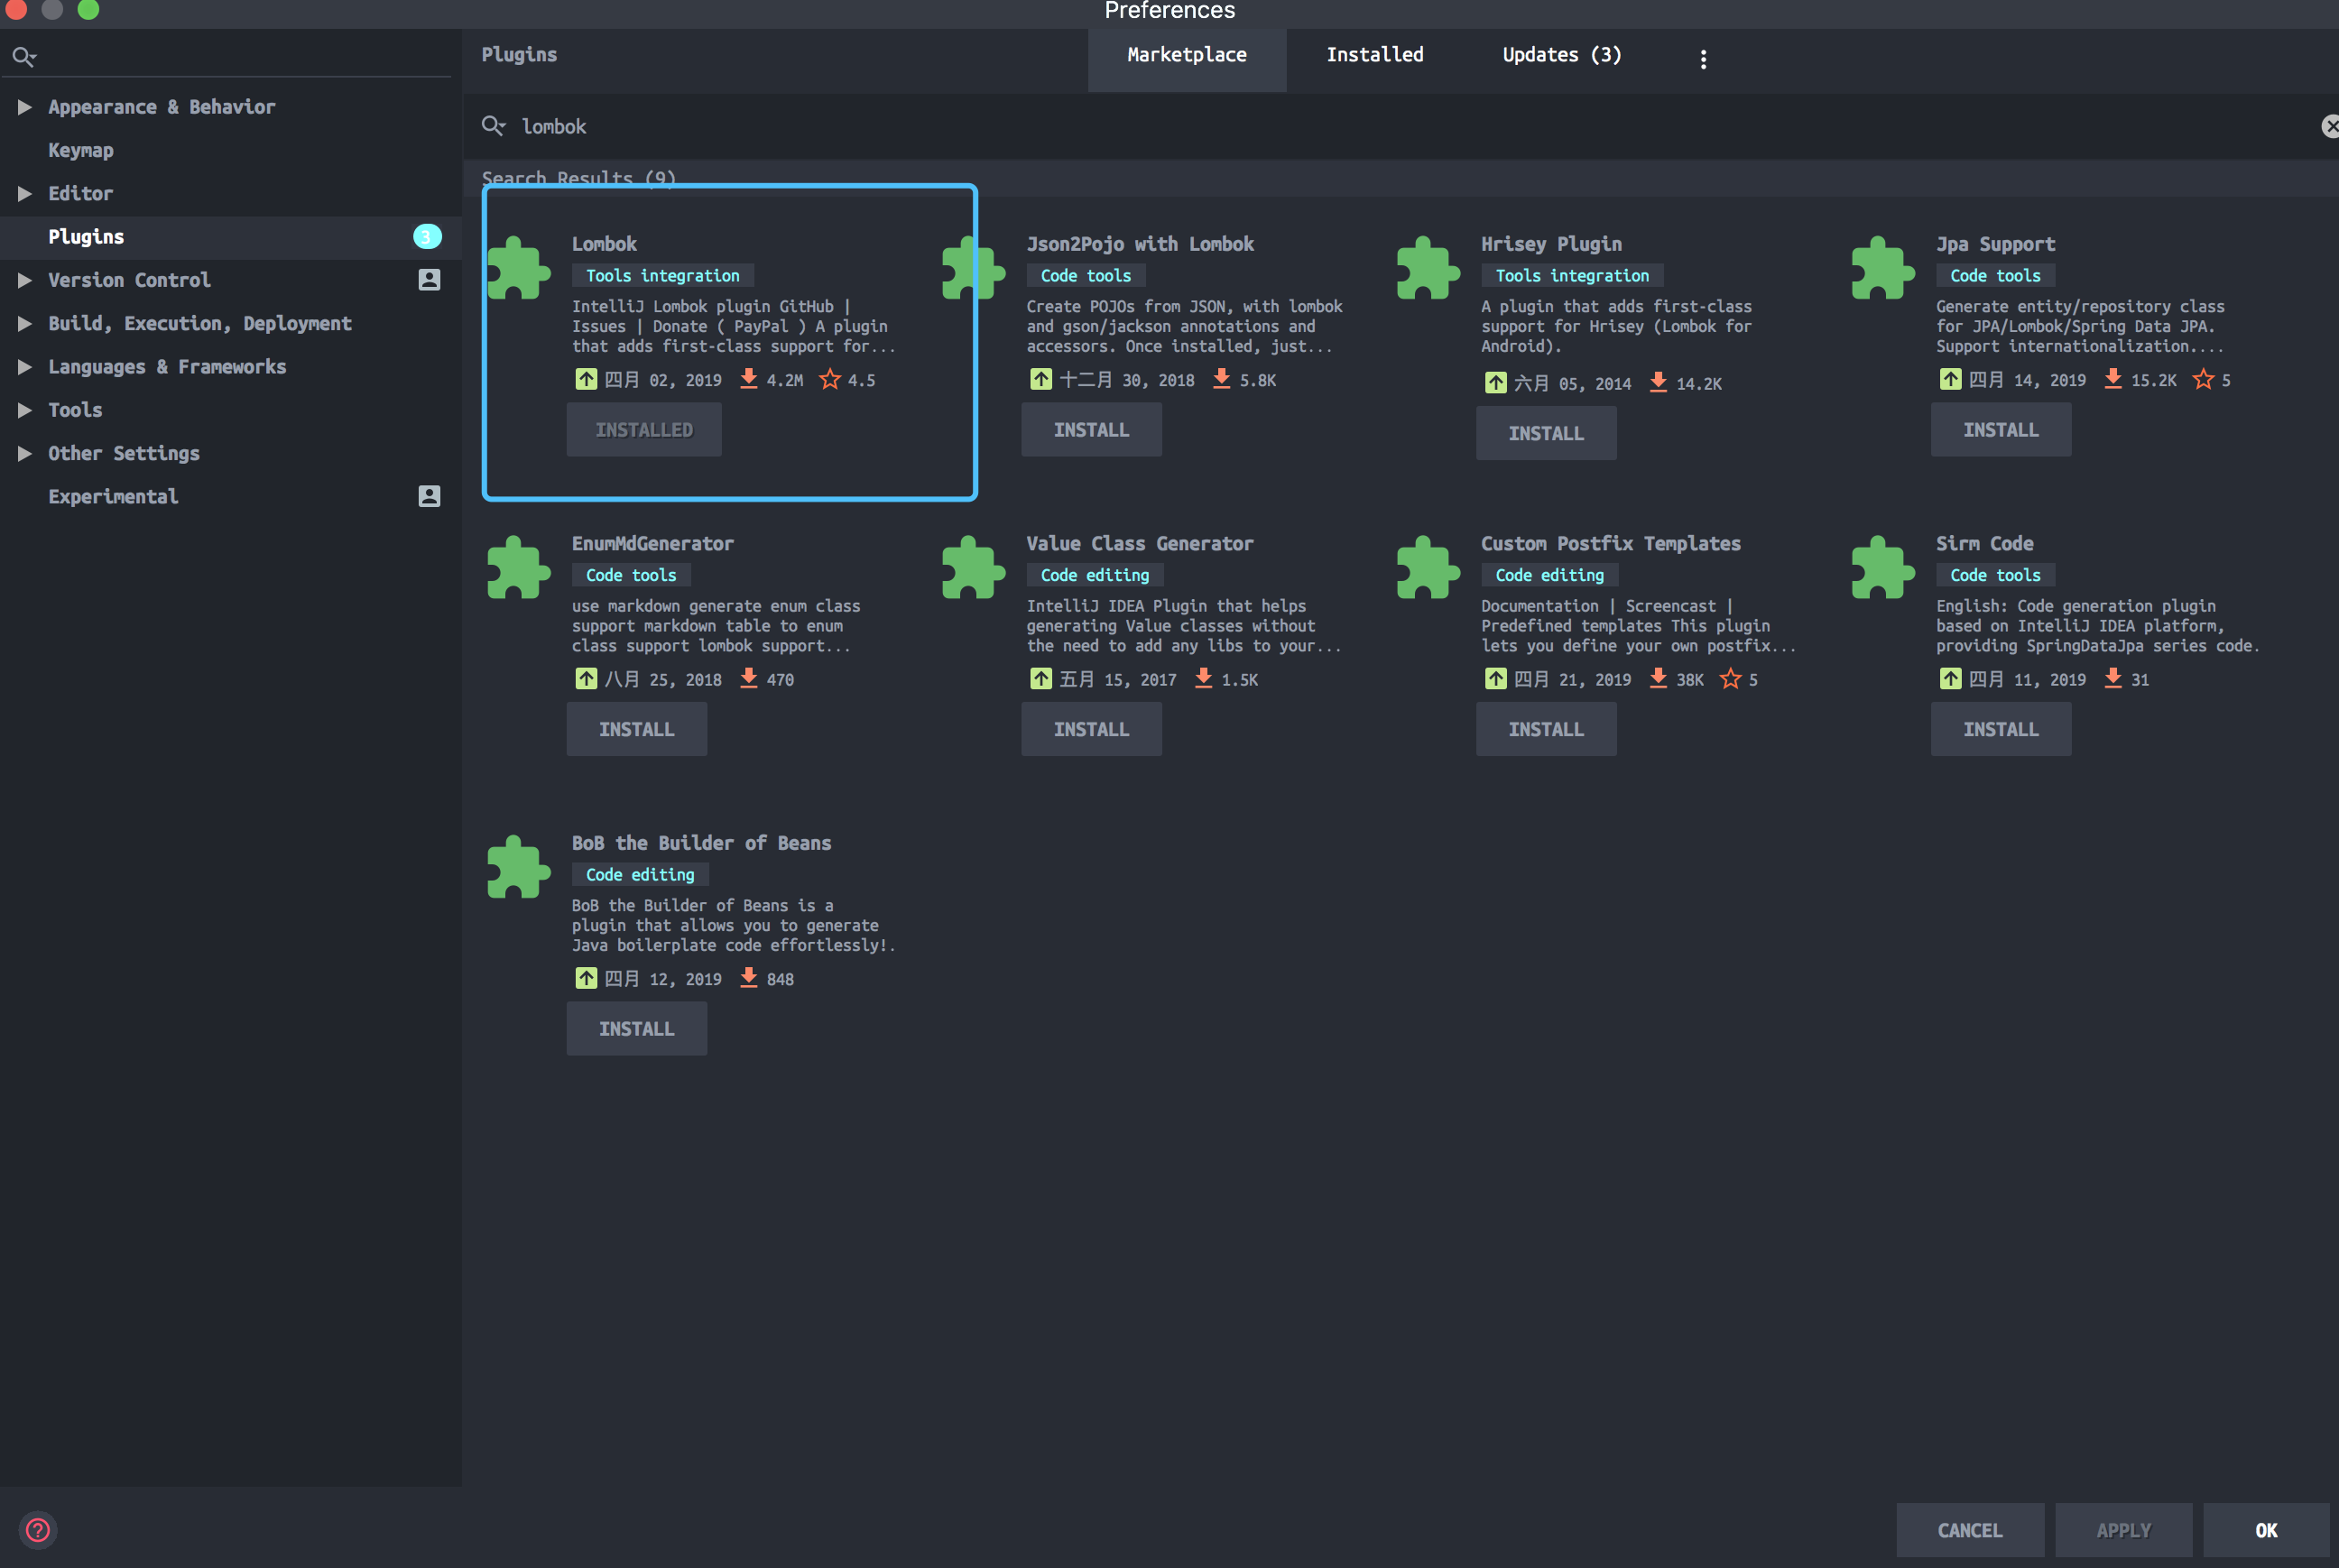 Preferences
Plugins
Marketplace
Installed
Updates (3)
Appearance & Behavior
Keymap
Editor
Plugins
3
Version Control
Build, Execution, Deployment
Languages & Frameworks
Tools
Other Settings
Experimental
lombok
Search Results (9)
Lombok
Tools integration
IntelliJ Lombok plugin GitHub |
Issues | Donate ( PayPal ) A plugin
that adds first-class support for...
四月 02, 2019 4.2M 4.5
INSTALLED
Json2Pojo with Lombok
Code tools
Create POJOs from JSON, with lombok
and gson/jackson annotations and
accessors. Once installed, just...
十二月 30, 2018 5.8K
INSTALL
Hrisey Plugin
Tools integration
A plugin that adds first-class
support for Hrisey (Lombok for
Android).
六月 05, 2014 14.2K
INSTALL
Jpa Support
Code tools
Generate entity/repository class
for JPA/Lombok/Spring Data JPA.
Support internationalization....
四月 14, 2019 15.2K 5
INSTALL
EnumMdGenerator
Code tools
use markdown generate enum class
support markdown table to enum
class support lombok support...
八月 25, 2018 470
INSTALL
Value Class Generator
Code editing
IntelliJ IDEA Plugin that helps
generating Value classes without
the need to add any libs to your...
五月 15, 2017 1.5K
INSTALL
Custom Postfix Templates
Code editing
Documentation | Screencast |
Predefined templates This plugin
lets you define your own postfix...
四月 21, 2019 38K 5
INSTALL
Sirm Code
Code tools
English: Code generation plugin
based on IntelliJ IDEA platform,
providing SpringDataJpa series code.
四月 11, 2019 31
INSTALL
BoB the Builder of Beans
Code editing
BoB the Builder of Beans is a
plugin that allows you to generate
Java boilerplate code effortlessly!.
四月 12, 2019 848
INSTALL
?
CANCEL
APPLY
OK